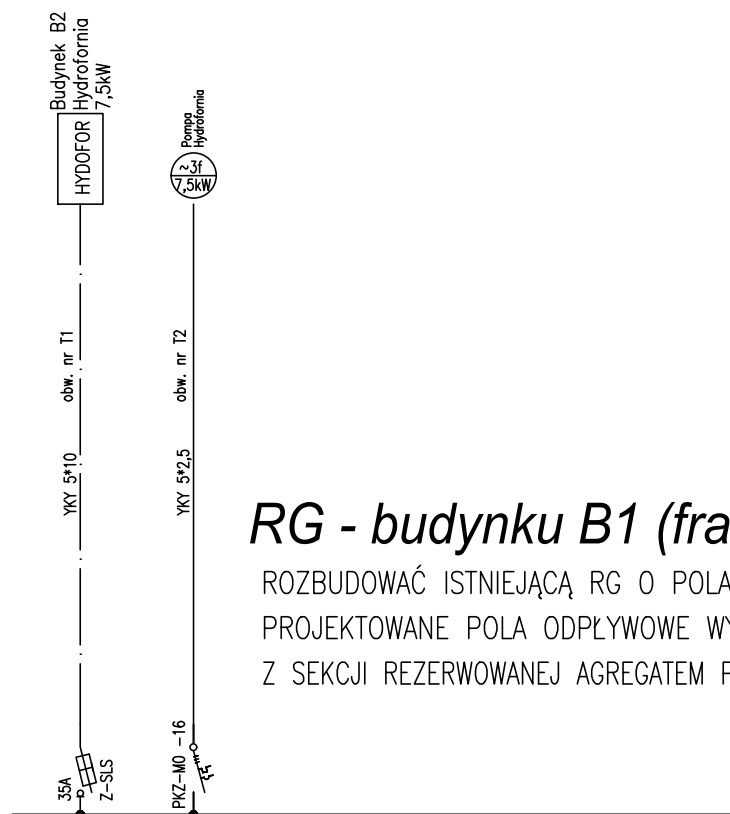 Budynek B2
Hydrofornia
7,5kW
HYDOFOR
Pompa
Hydrofornia
~3f
7,5kW
obw. nr T1
obw. nr T2
YKY 5*10
YKY 5*2,5
RG - budynku B1 (fra
ROZBUDOWAĆ ISTNIEJĄCĄ RG O POLA
PROJEKTOWANE POLA ODPŁYWOWE WY
Z SEKCJI REZERWOWANEJ AGREGATEM P
35A
Z-SLS
PKZ-M0 -16